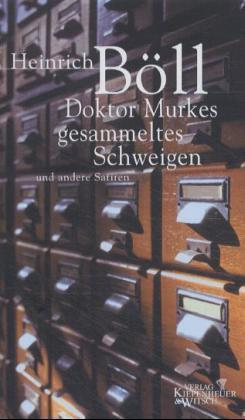 Heinrich
Böll
Doktor Murkes
gesammeltes
Schweigen
und andere Satiren
VERLAG
KIEPENHEUER
&WITSCH